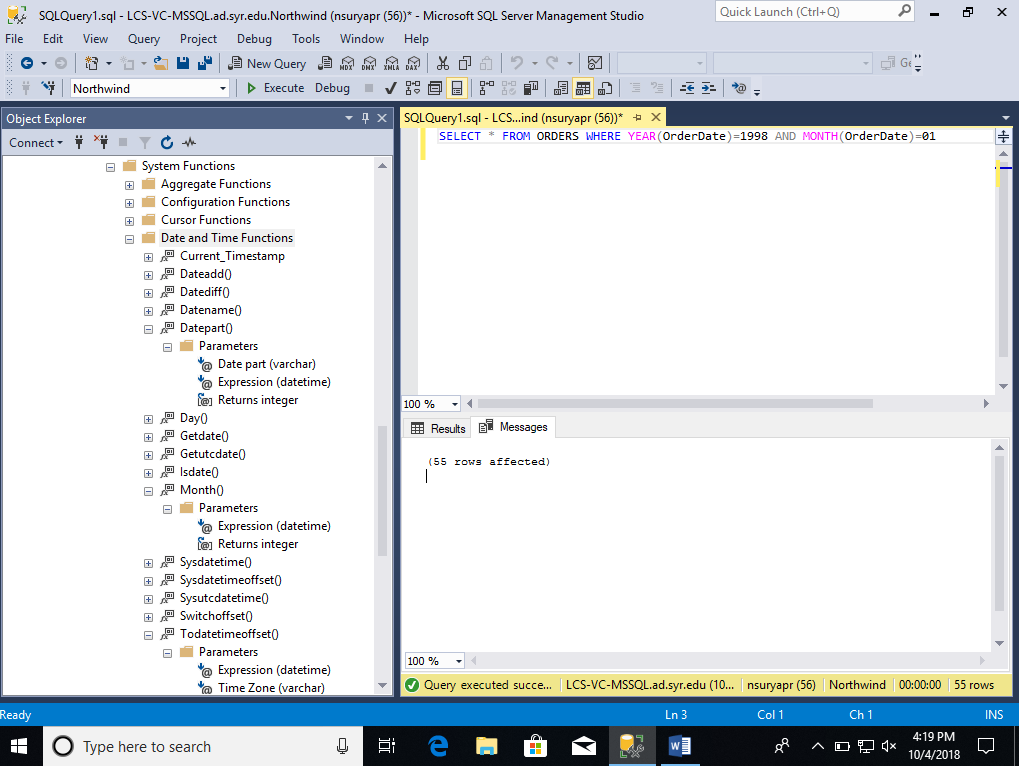 SQLQuery1.sql - LCS-VC-MSSQL.ad.syr.edu.Northwind (nsuryapr (56))* - Microsoft SQL Server Management Studio
Quick Launch (Ctrl+Q)
File Edit View Query Project Debug Tools Window Help
New Query
MDX DMX XMLA DAX
Northwind
Execute Debug
Object Explorer
SQLQuery1.sql - LCS...ind (nsuryapr (56))*
Connect
SELECT * FROM ORDERS WHERE YEAR(OrderDate)=1998 AND MONTH(OrderDate)=01
System Functions
Aggregate Functions
Configuration Functions
Cursor Functions
Date and Time Functions
Current_Timestamp
Dateadd()
Datediff()
Datename()
Datepart()
Parameters
Date part (varchar)
Expression (datetime)
Returns integer
Day()
Getdate()
Getutcdate()
Isdate()
Month()
Parameters
Expression (datetime)
Returns integer
Sysdatetime()
Sysdatetimeoffset()
Sysutcdatetime()
Switchoffset()
Todatetimeoffset()
Parameters
Expression (datetime)
Time Zone (varchar)
100 %
Results
Messages
(55 rows affected)
100 %
Query executed succe...
LCS-VC-MSSQL.ad.syr.edu (10...
nsuryapr (56)
Northwind
00:00:00
55 rows
Ready
Ln 3
Col 1
Ch 1
INS
Type here to search
4:19 PM
10/4/2018